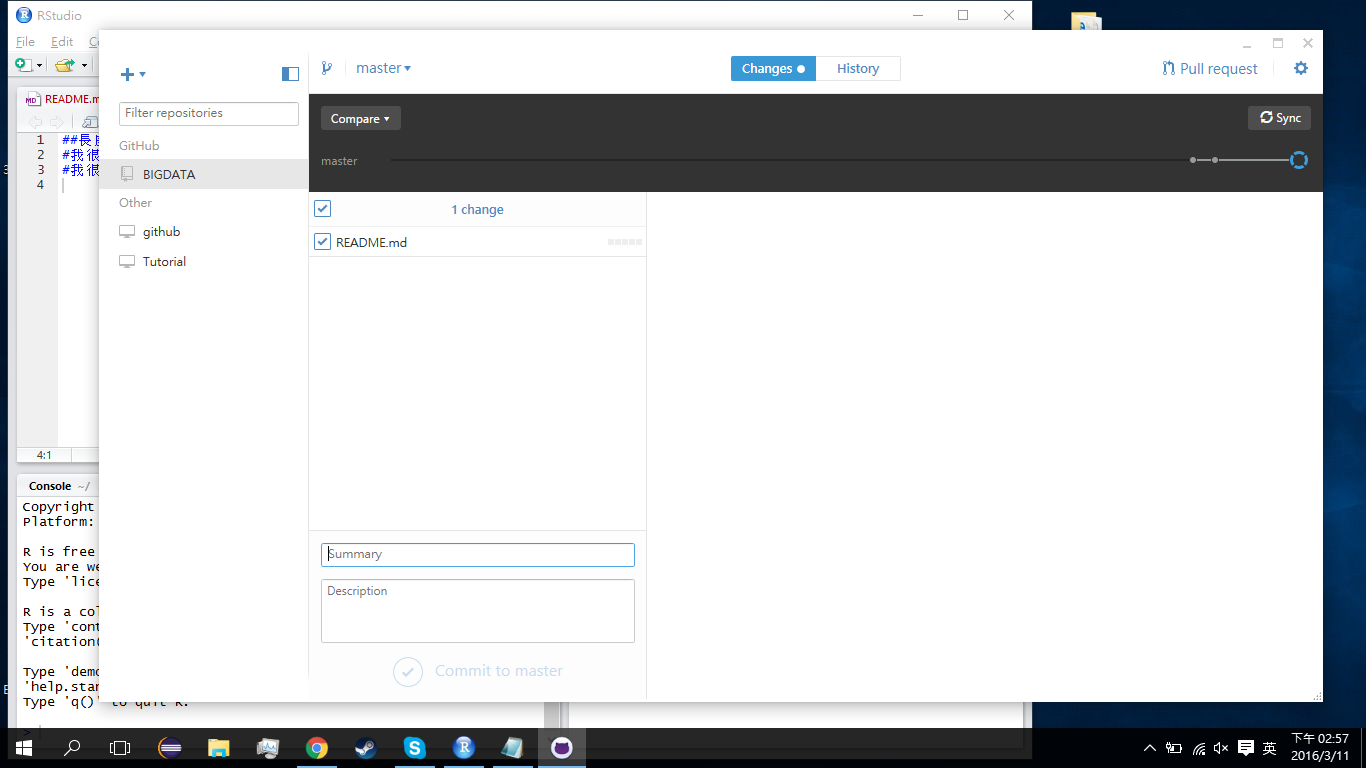 RStudio
File Edit
README.m
1 ##長
2 #我很
3 #我很
4
4:1
Console ~/
Copyright
Platform:
R is free
You are we
Type 'lice
R is a col
Type 'cont
'citation(
Type 'demo
'help.star
Type 'q()' to quit R.
>
Filter repositories
GitHub
BIGDATA
Other
github
Tutorial
master
Changes
History
Pull request
Compare
Sync
master
1 change
README.md
Summary
Description
Commit to master
英
下午 02:57
2016/3/11